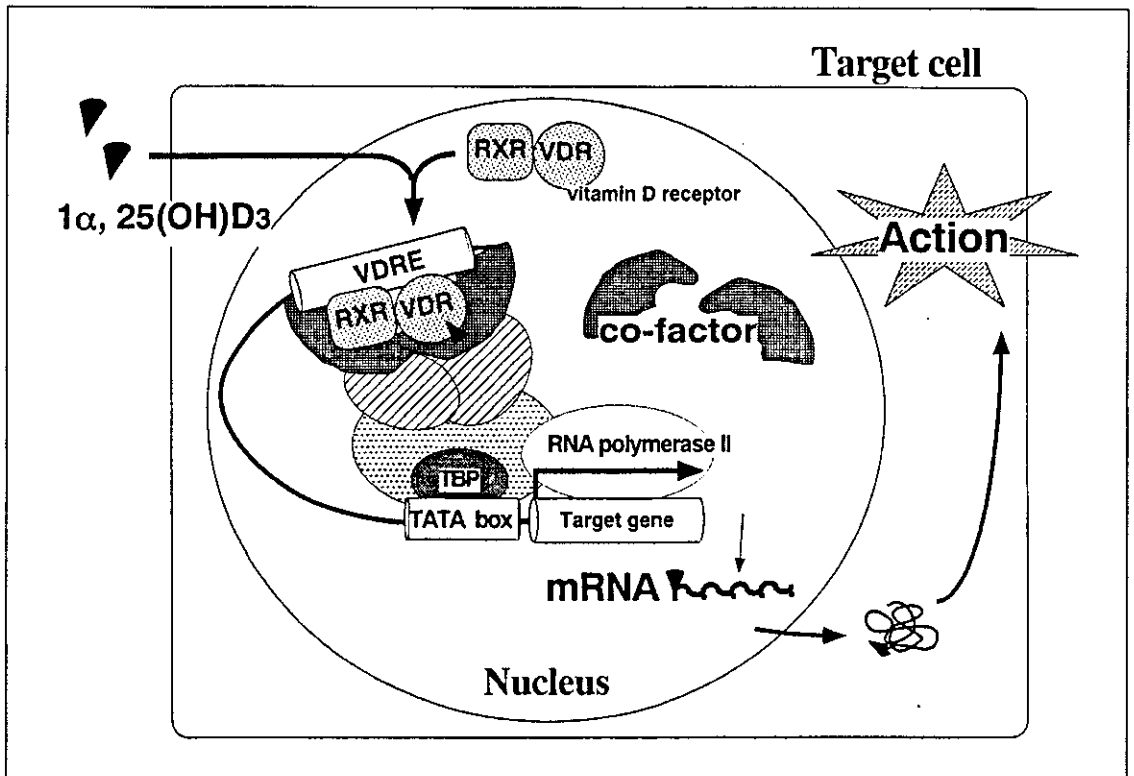 Target cell
RXR VDR
vitamin D receptor
1α, 25(OH)D3
Action
VDRE
RXR VDR
co-factor
RNA polymerase II
TBP
TATA box
Target gene
mRNA
Nucleus